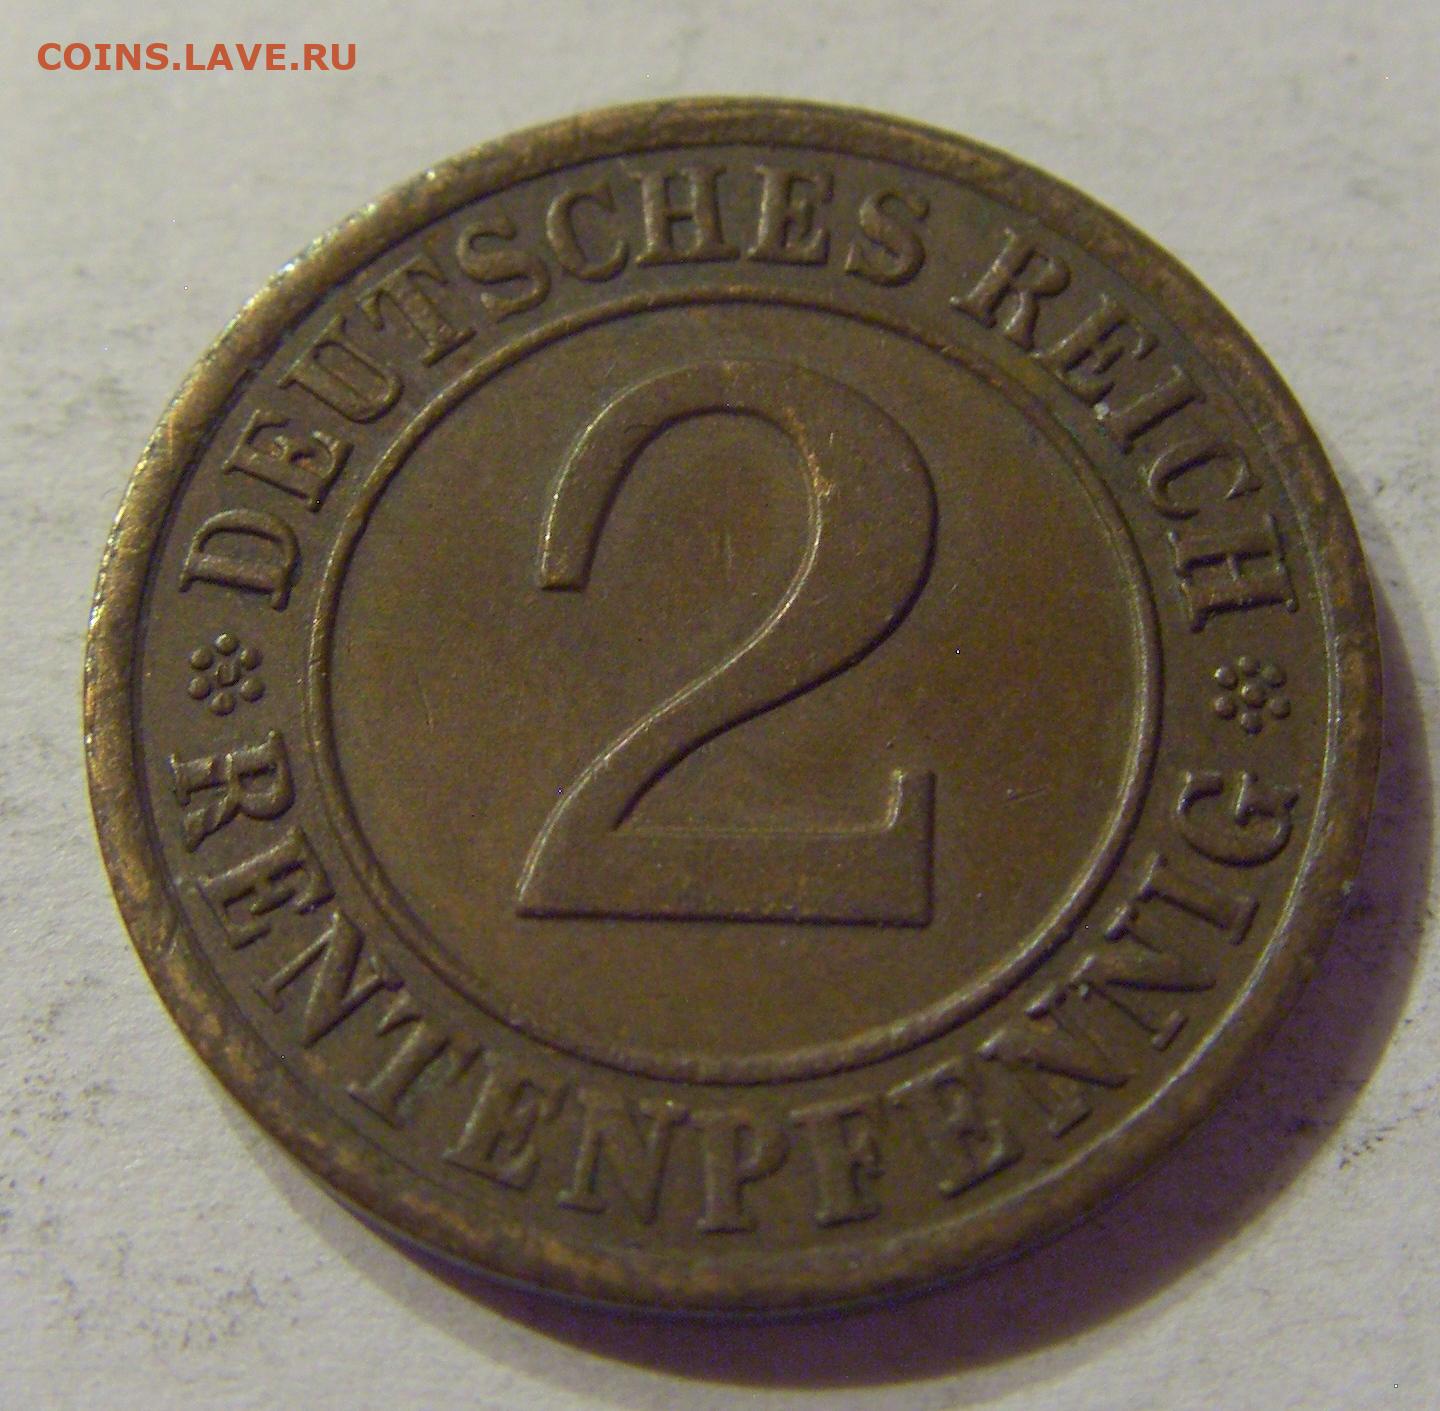 COINS.LAVE.RU
DEUTSCHES REICH
2
RENTENPFENNIG